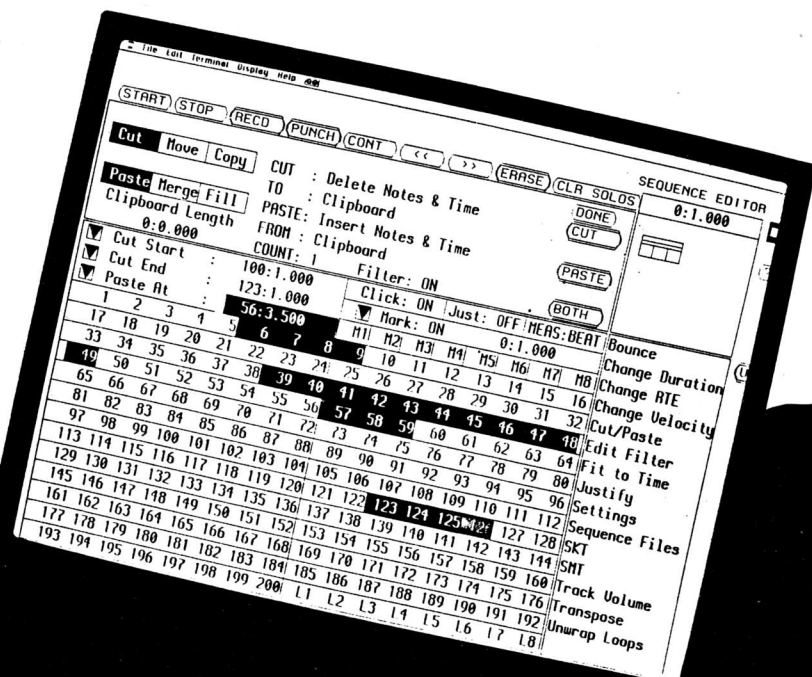 File Edit Terminal Display Help
START STOP RECD PUNCH CONT << >> ERASE CLR SOLOS
SEQUENCE EDITOR
0:1.000
Cut Move Copy
Paste Merge Fill
Clipboard Length
0:0.000
CUT : Delete Notes & Time
TO : Clipboard
PASTE: Insert Notes & Time
FROM : Clipboard
COUNT: 1 Filter: ON
DONE
CUT
PASTE
BOTH
Cut Start : 100:1.000
Cut End : 123:1.000
Paste At : 56:3.500
Click: ON Just: OFF MEAS:BEAT
Mark: ON 0:1.000
M1 M2 M3 M4 M5 M6 M7 M8
1 2 3 4 5 6 7 8 9 10 11 12 13 14 15 16
17 18 19 20 21 22 23 24 25 26 27 28 29 30 31 32
33 34 35 36 37 38 39 40 41 42 43 44 45 46 47 48
49 50 51 52 53 54 55 56 57 58 59 60 61 62 63 64
65 66 67 68 69 70 71 72 73 74 75 76 77 78 79 80
81 82 83 84 85 86 87 88 89 90 91 92 93 94 95 96
97 98 99 100 101 102 103 104 105 106 107 108 109 110 111 112
113 114 115 116 117 118 119 120 121 122 123 124 125 127 128
129 130 131 132 133 134 135 136 137 138 139 140 141 142 143 144
145 146 147 148 149 150 151 152 153 154 155 156 157 158 159 160
161 162 163 164 165 166 167 168 169 170 171 172 173 174 175 176
177 178 179 180 181 182 183 184 185 186 187 188 189 190 191 192
193 194 195 196 197 198 199 200 L1 L2 L3 L4 L5 L6 L7 L8
Bounce
Change Duration
Change RTE
Change Velocity
Cut/Paste
Edit Filter
Fit to Time
Justify
Settings
Sequence Files
SKT
SMT
Track Volume
Transpose
Unwrap Loops